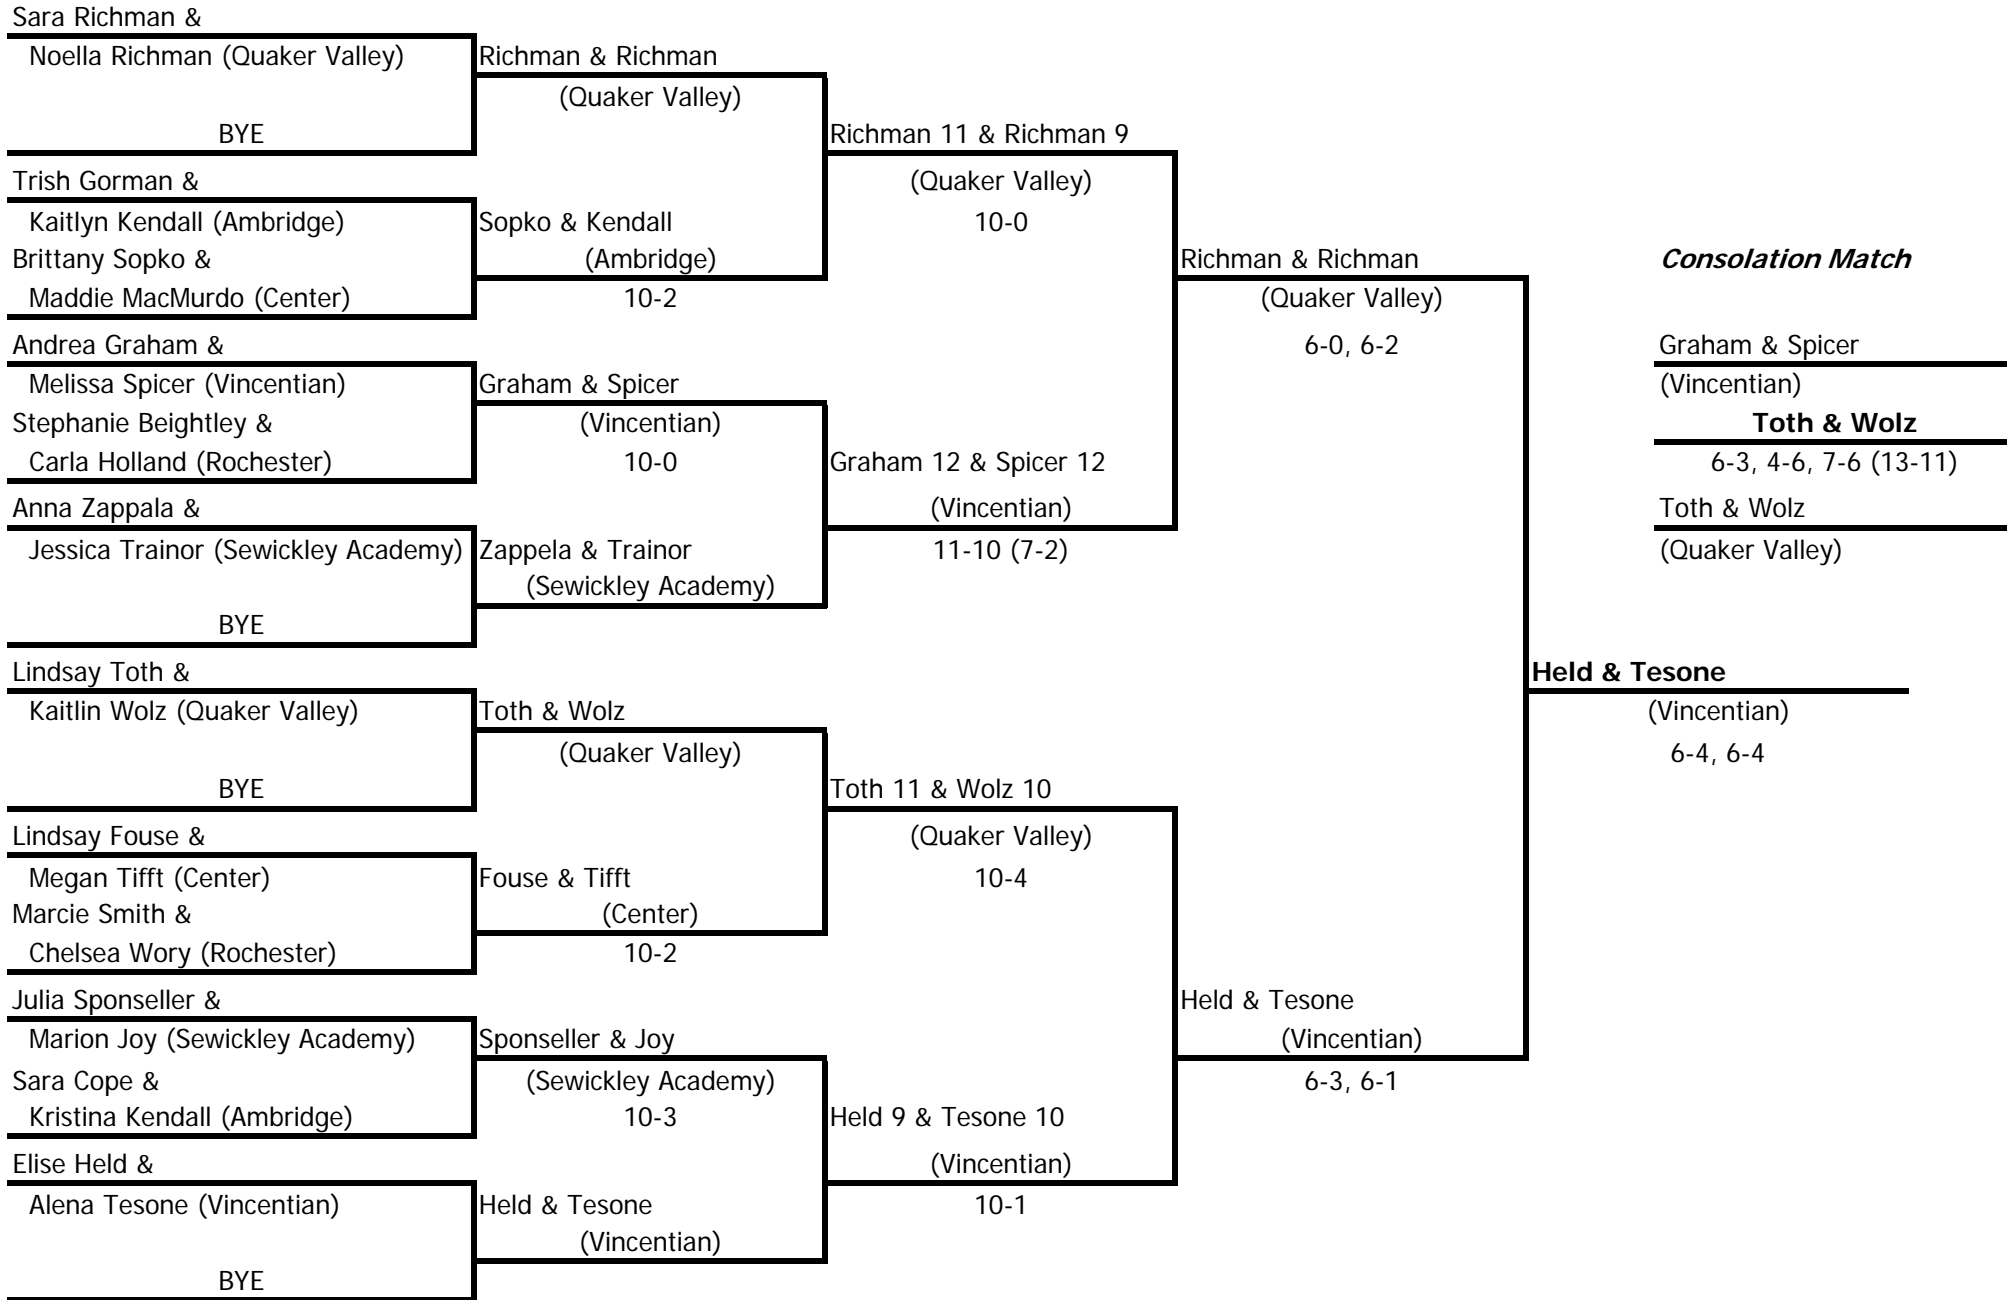 Sara Richman &
Noella Richman (Quaker Valley)
BYE
Trish Gorman &
Kaitlyn Kendall (Ambridge)
Brittany Sopko &
Maddie MacMurdo (Center)
Andrea Graham &
Melissa Spicer (Vincentian)
Stephanie Beightley &
Carla Holland (Rochester)
Anna Zappala &
Jessica Trainor (Sewickley Academy)
BYE
Lindsay Toth &
Kaitlin Wolz (Quaker Valley)
BYE
Lindsay Fouse &
Megan Tifft (Center)
Marcie Smith &
Chelsea Wory (Rochester)
Julia Sponseller &
Marion Joy (Sewickley Academy)
Sara Cope &
Kristina Kendall (Ambridge)
Elise Held &
Alena Tesone (Vincentian)
BYE
Richman & Richman
(Quaker Valley)
Sopko & Kendall
(Ambridge)
10-2
Graham & Spicer
(Vincentian)
10-0
Zappela & Trainor
(Sewickley Academy)
Toth & Wolz
(Quaker Valley)
Fouse & Tifft
(Center)
10-2
Sponseller & Joy
(Sewickley Academy)
10-3
Held & Tesone
(Vincentian)
Richman 11 & Richman 9
(Quaker Valley)
10-0
Graham 12 & Spicer 12
(Vincentian)
11-10 (7-2)
Toth 11 & Wolz 10
(Quaker Valley)
10-4
Held 9 & Tesone 10
(Vincentian)
10-1
Richman & Richman
(Quaker Valley)
6-0, 6-2
Held & Tesone
(Vincentian)
6-3, 6-1
Held & Tesone
(Vincentian)
6-4, 6-4
Consolation Match
Graham & Spicer
(Vincentian)
Toth & Wolz
6-3, 4-6, 7-6 (13-11)
Toth & Wolz
(Quaker Valley)